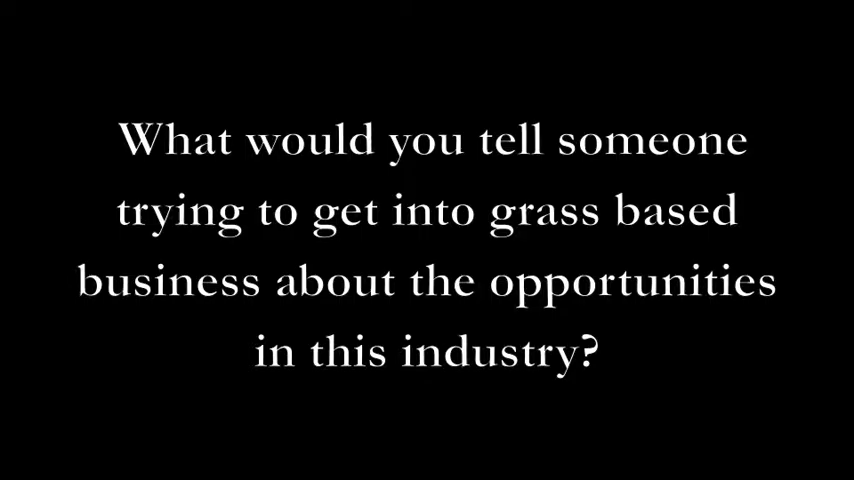 What would you tell someone
trying to get into grass based
business about the opportunities
in this industry?